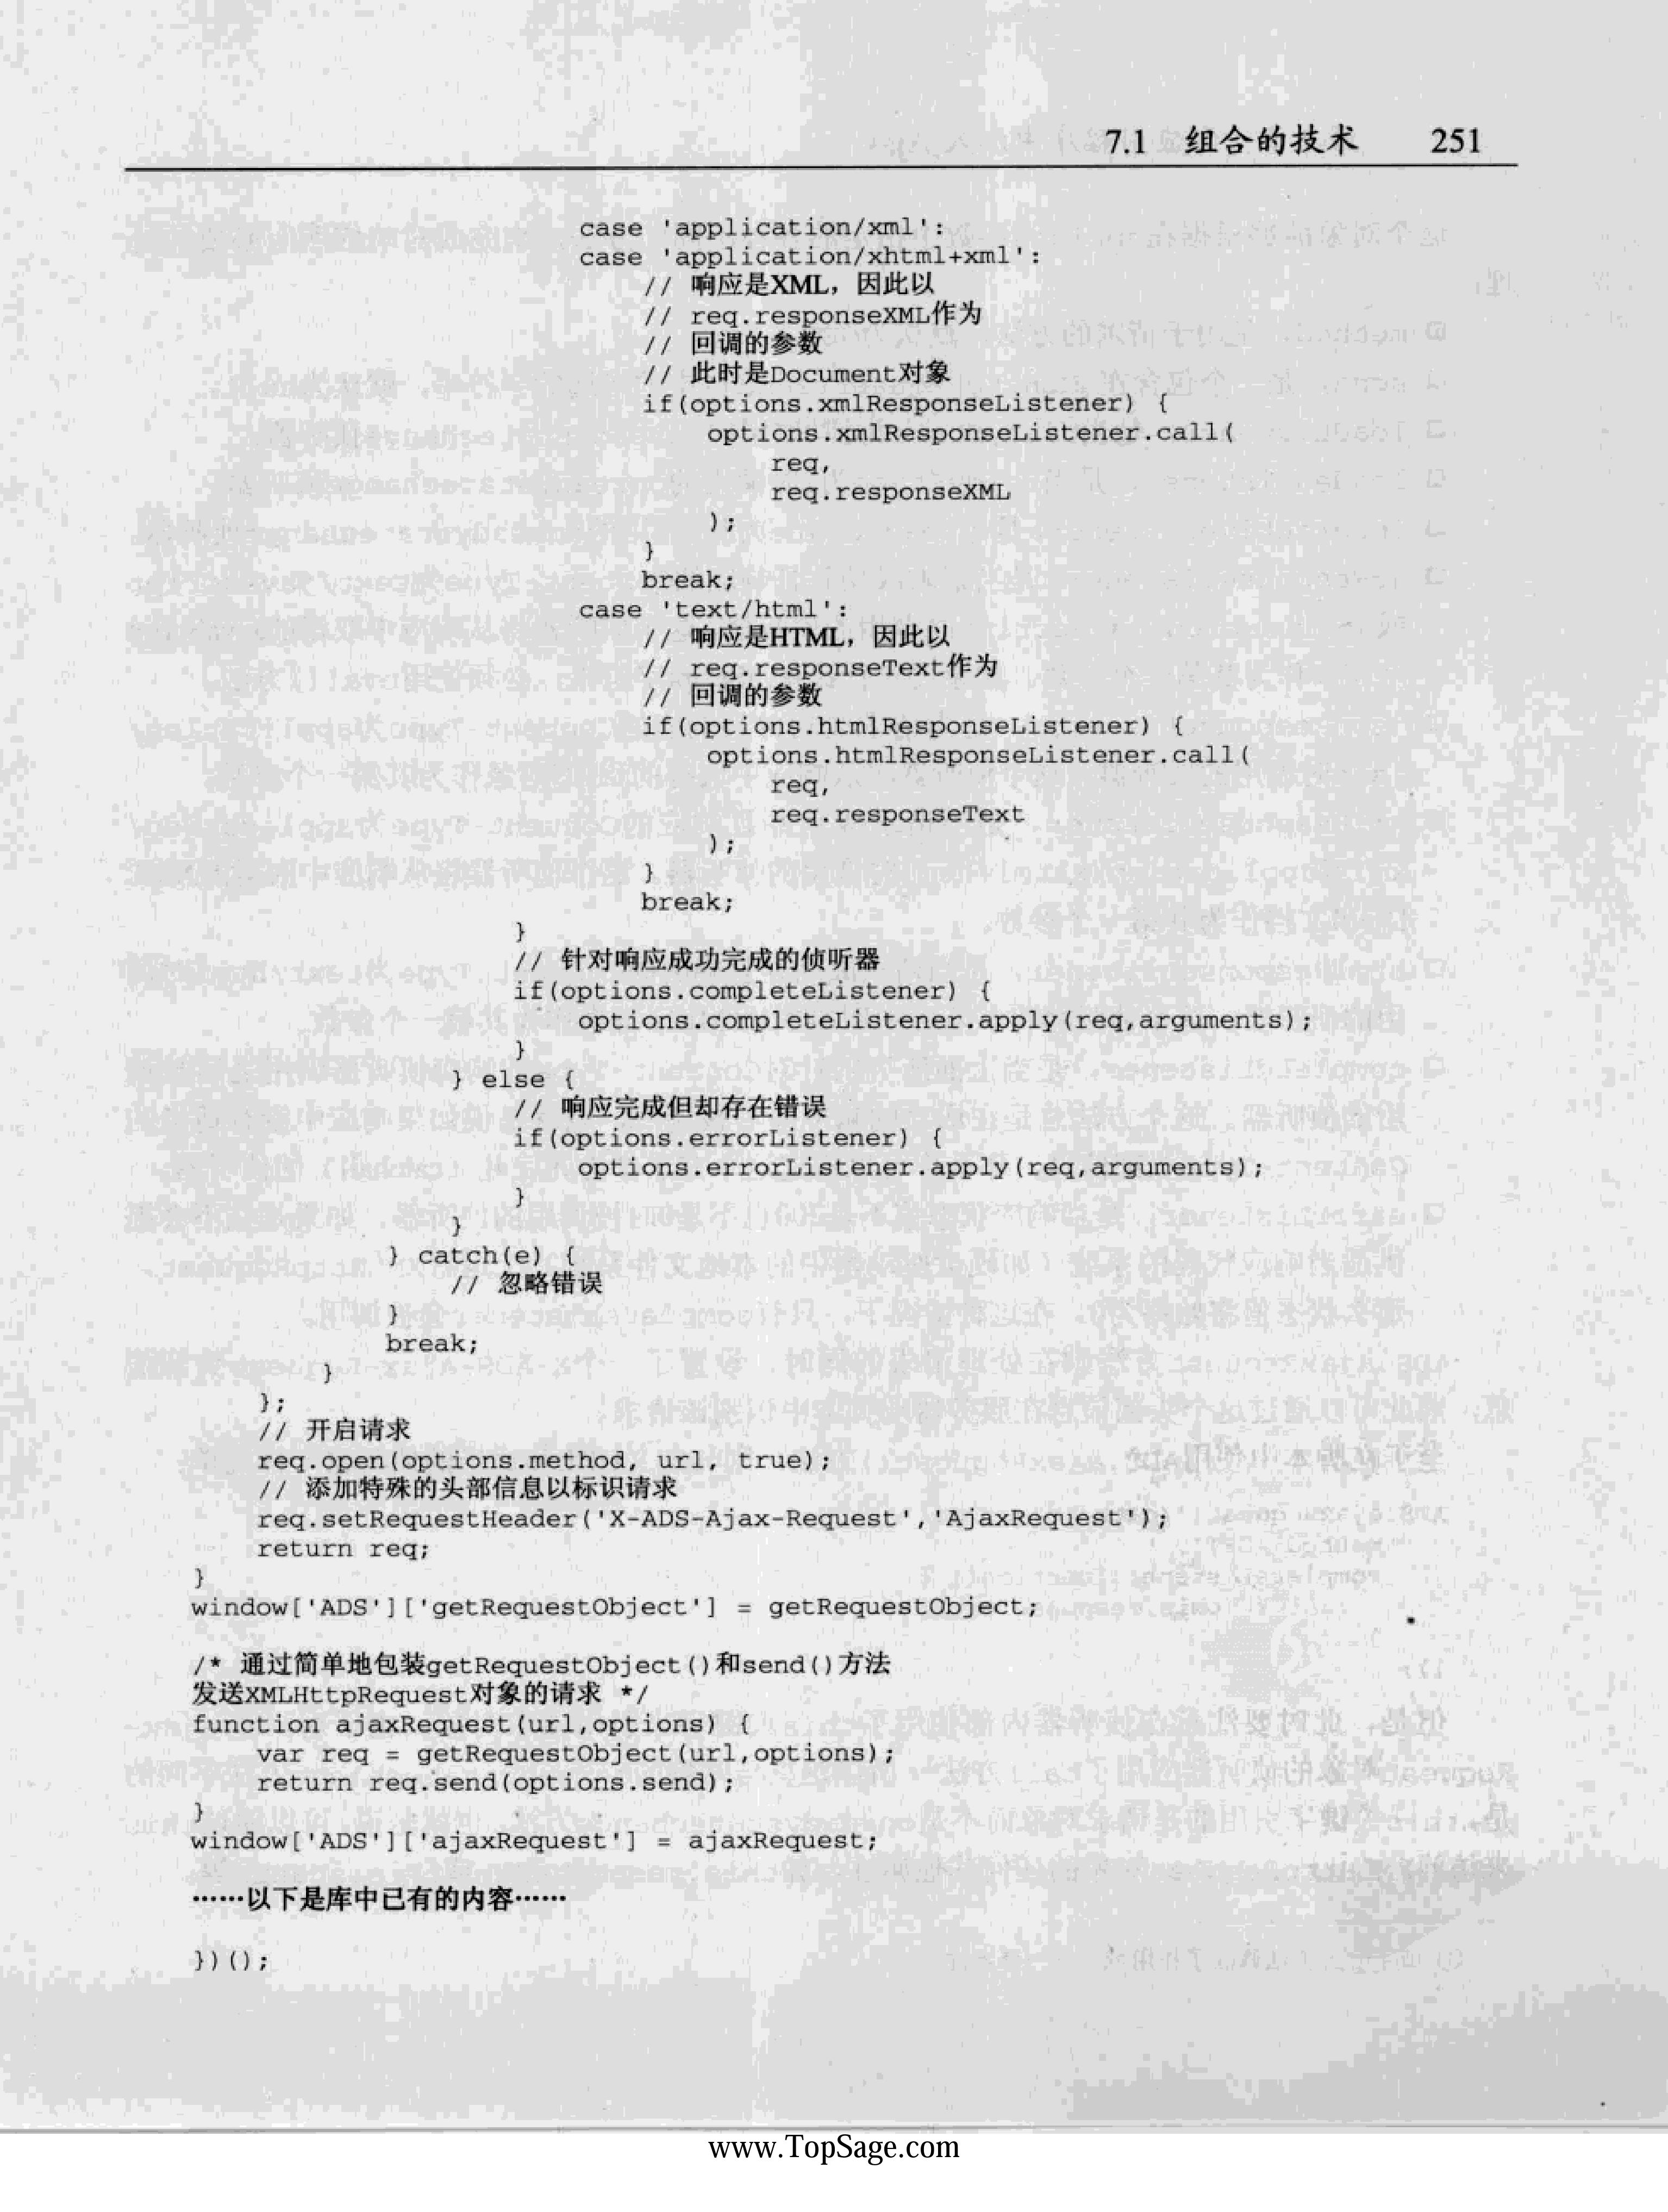 7.1 组合的技术 251
case 'application/xml':
case 'application/xhtml+xml':
// 响应是XML，因此以
// req.responseXML作为
// 回调的参数
// 此时是Document对象
if(options.xmlResponseListener) {
options.xmlResponseListener.call(
req,
req.responseXML
);
}
break;
case 'text/html':
// 响应是HTML，因此以
// req.responseText作为
// 回调的参数
if(options.htmlResponseListener) {
options.htmlResponseListener.call(
req,
req.responseText
);
}
break;
}
// 针对响应成功完成的侦听器
if(options.completeListener) {
options.completeListener.apply(req,arguments);
}
} else {
// 响应完成但却存在错误
if(options.errorListener) {
options.errorListener.apply(req,arguments);
}
}
} catch(e) {
// 忽略错误
}
break;
}
};
// 开启请求
req.open(options.method, url, true);
// 添加特殊的头部信息以标识请求
req.setRequestHeader('X-ADS-Ajax-Request','AjaxRequest');
return req;
}
window['ADS']['getRequestObject'] = getRequestObject;
/* 通过简单地包装getRequestObject()和send()方法
发送XMLHttpRequest对象的请求 */
function ajaxRequest(url,options) {
var req = getRequestObject(url,options);
return req.send(options.send);
}
window['ADS']['ajaxRequest'] = ajaxRequest;
……以下是库中已有的内容……
})();
www.TopSage.com